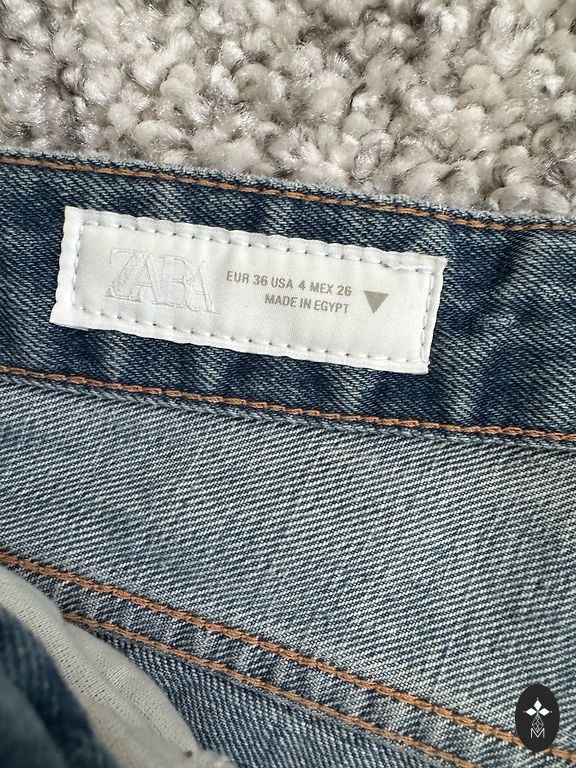 ZARA
EUR 36 USA 4 MEX 26
MADE IN EGYPT
M